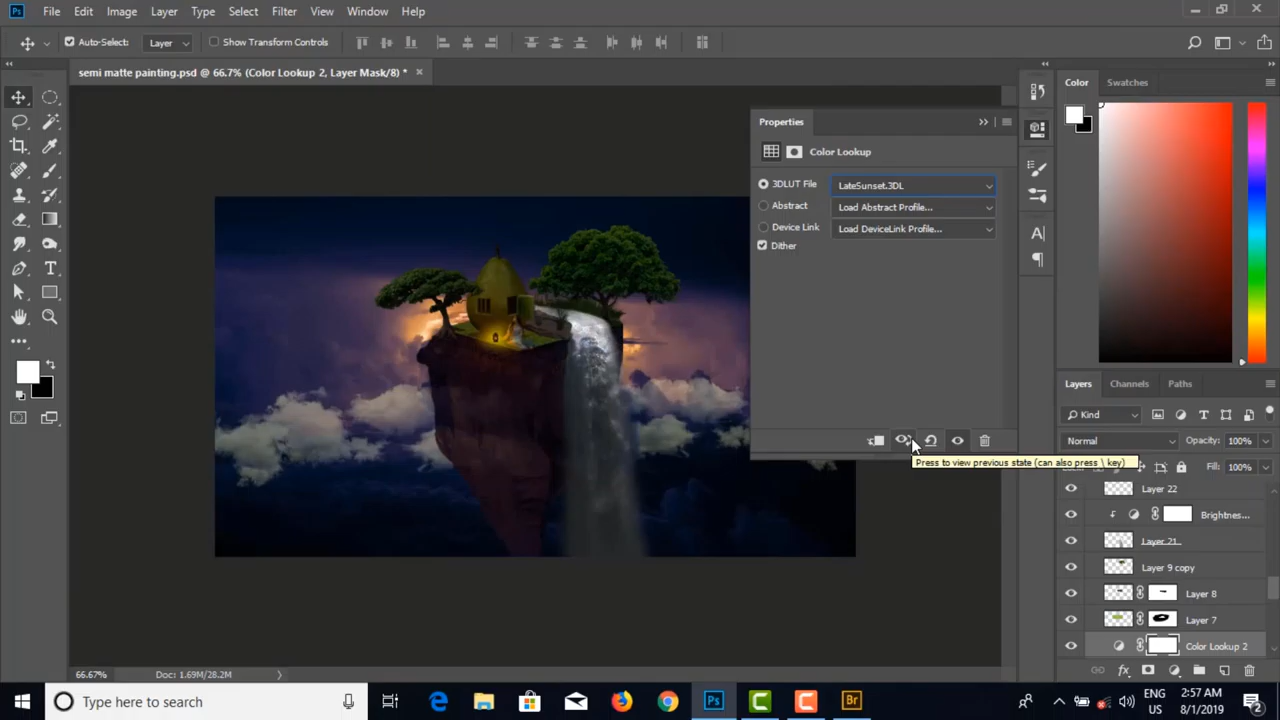 Ps File Edit Image Layer Type Select Filter View Window Help
Auto-Select: Layer Show Transform Controls
semi matte painting.psd @ 66.7% (Color Lookup 2, Layer Mask/8) *
Color Swatches
Properties
Color Lookup
3DLUT File LateSunset.3DL
Abstract Load Abstract Profile...
Device Link Load DeviceLink Profile...
Dither
Press to view previous state (can also press \ key)
Layers Channels Paths
Kind
Normal Opacity: 100%
Fill: 100%
Layer 22
Brightnes...
Layer 21
Layer 9 copy
Layer 8
Layer 7
Color Lookup 2
fx
66.67% Doc: 1.69M/28.2M
Type here to search
Ps
Br
ENG
US
2:57 AM
8/1/2019
2